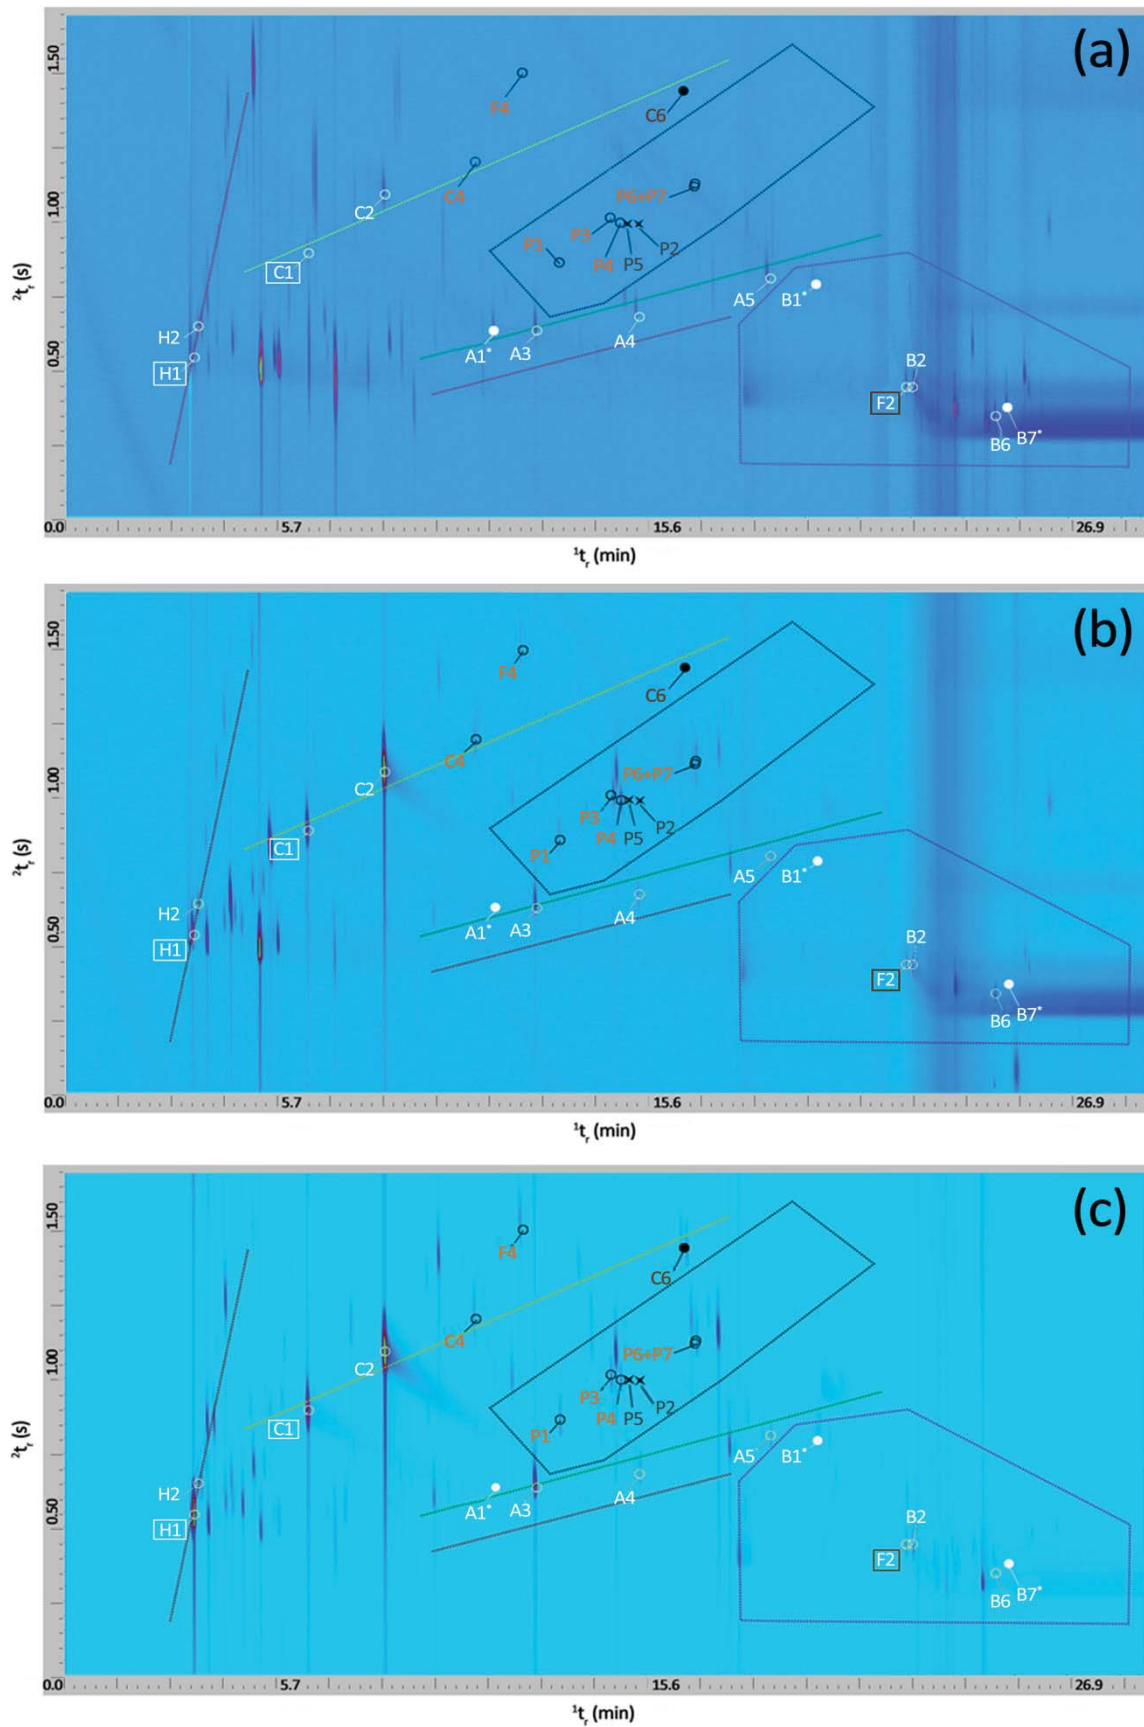 (a)
1.50
F4
C6
C4
C2
1.00
P6+P7
P3
P1
P4
P5
P2
C1
²tᵣ (s)
H2
A5
B1*
A1*
A3
A4
0.50
H1
B2
F2
B6
B7*
0.0
5.7
15.6
26.9
¹tᵣ (min)
(b)
1.50
F4
C6
C4
C2
1.00
P6+P7
P3
P4
P5
P2
C1
P1
²tᵣ (s)
A5
B1*
H2
A1*
A3
A4
0.50
H1
B2
F2
B6
B7*
0.0
5.7
15.6
26.9
¹tᵣ (min)
(c)
1.50
F4
C6
C4
C2
1.00
P6+P7
P3
P4
P5
P2
C1
P1
²tᵣ (s)
A5
B1*
H2
A4
A1*
A3
0.50
H1
B2
F2
B6
B7*
0.0
5.7
15.6
26.9
¹tᵣ (min)